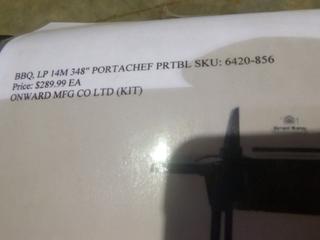 BBQ, LP 14M 348" PORTACHEF PRTBL SKU: 6420-856
Price: $289.99 EA
ONWARD MFG CO LTD (KIT)